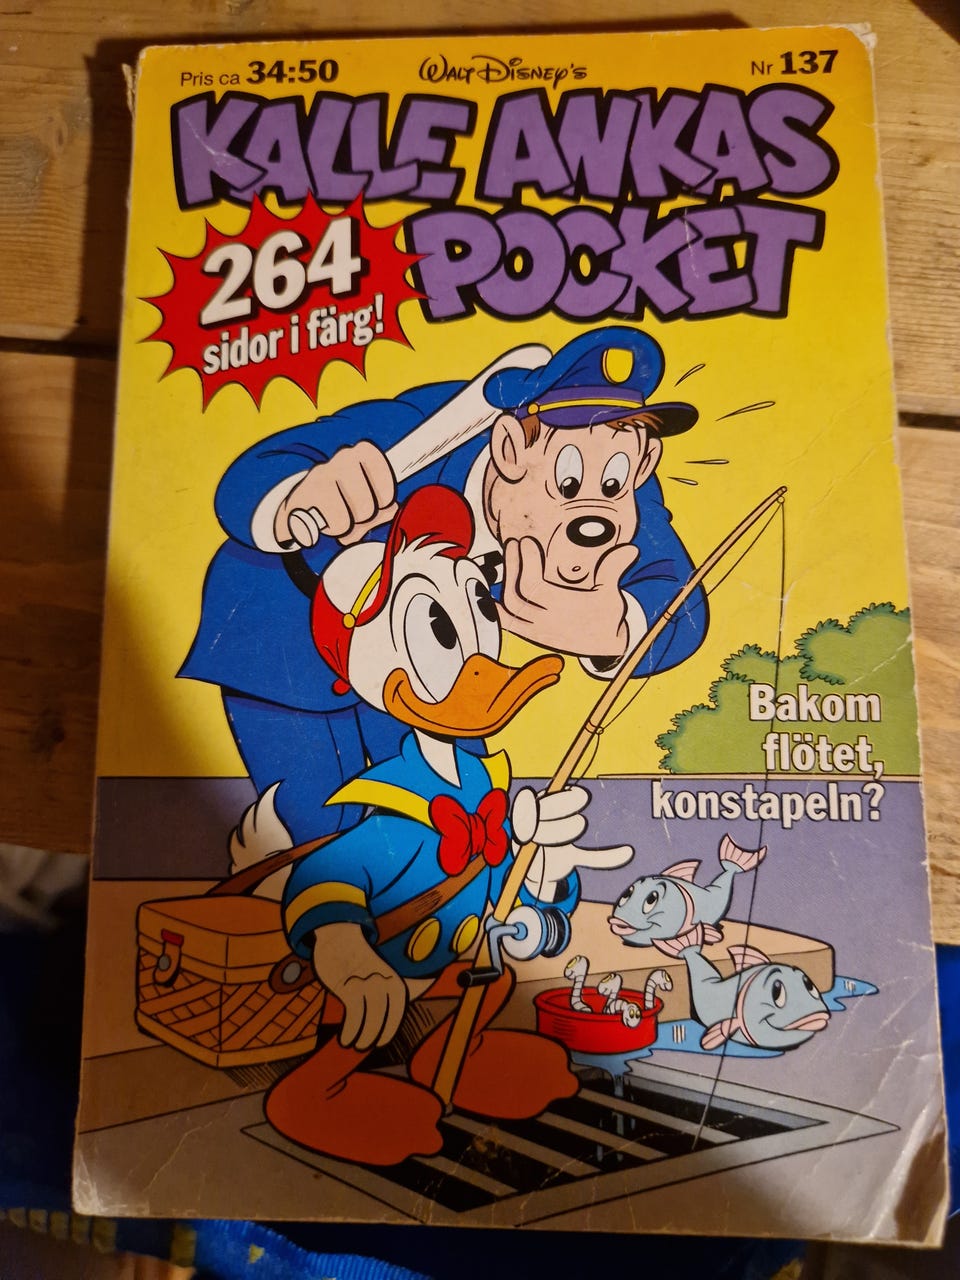 Pris ca 34:50
WALT DISNEY'S
Nr 137
KALLE ANKAS
POCKET
264
sidor i färg!
Bakom
flötet,
konstapeln?